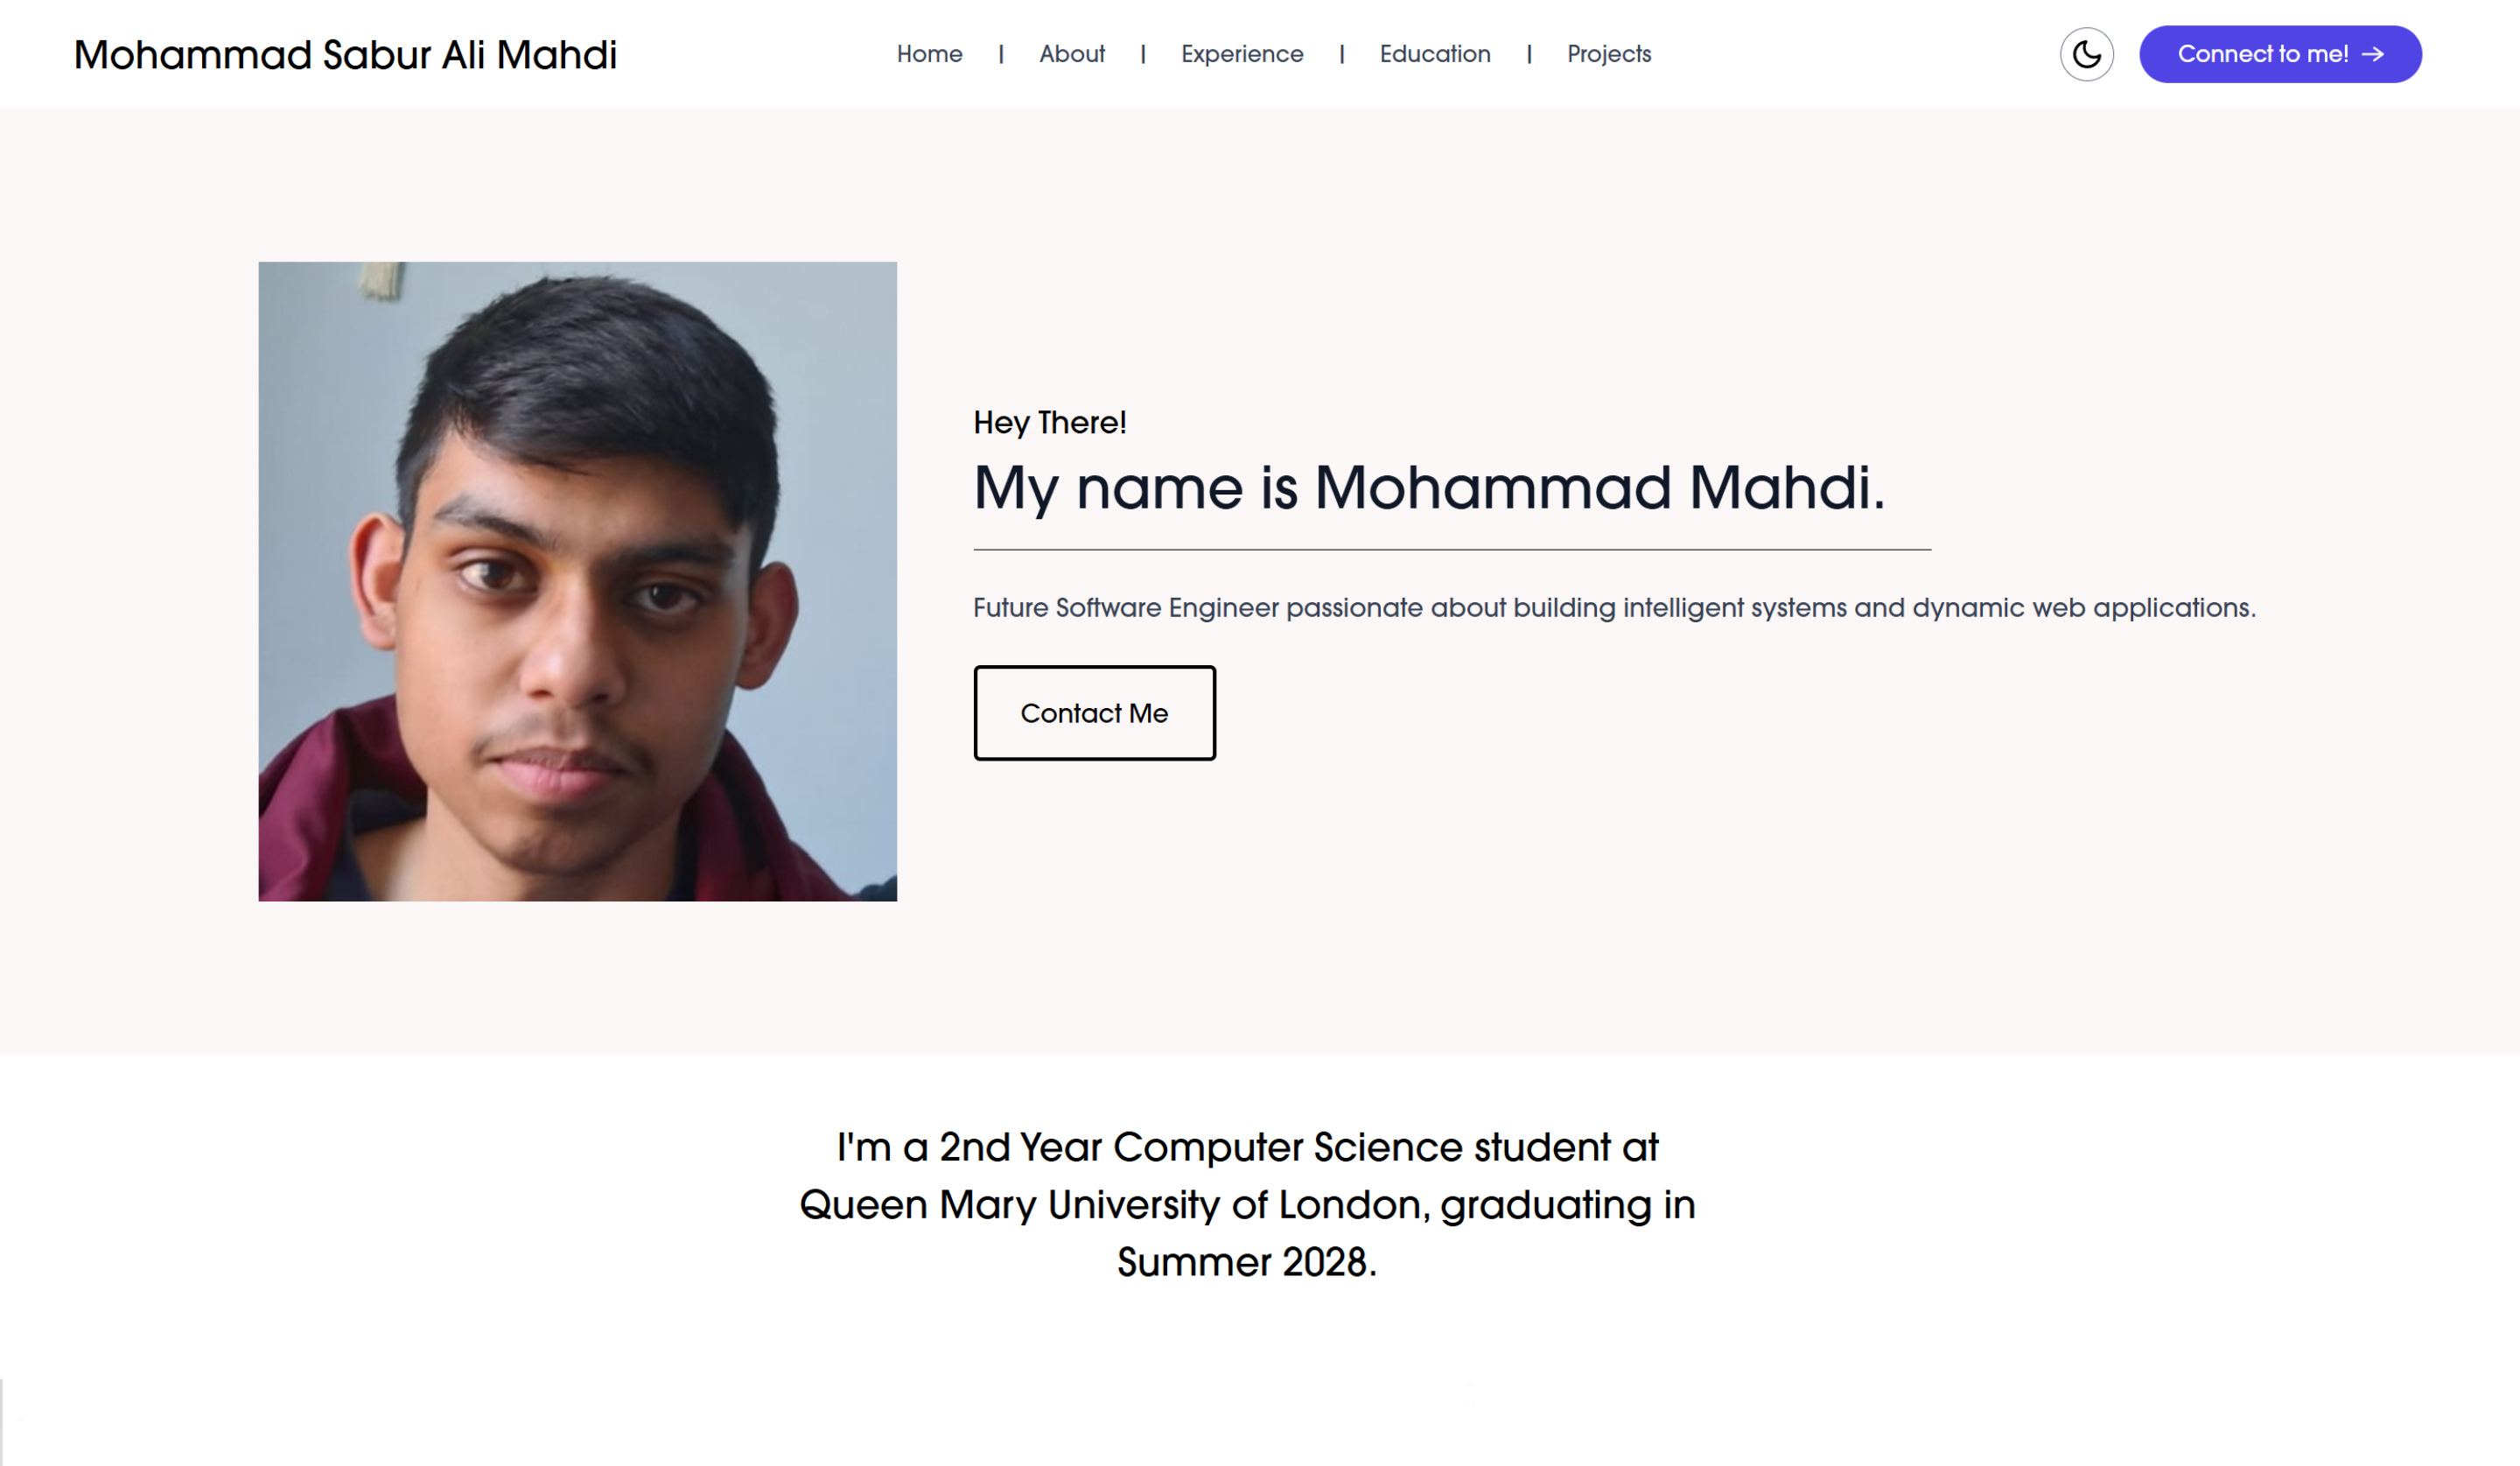 Mohammad Sabur Ali Mahdi
Home | About | Experience | Education | Projects
Connect to me! →
Hey There!
My name is Mohammad Mahdi.
Future Software Engineer passionate about building intelligent systems and dynamic web applications.
Contact Me
I'm a 2nd Year Computer Science student at
Queen Mary University of London, graduating in
Summer 2028.